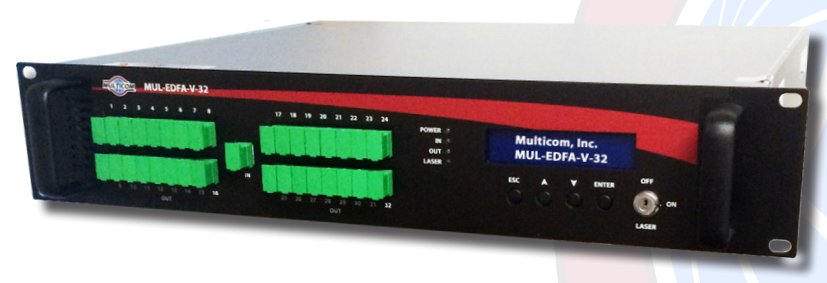 MULTICOM MUL-EDFA-V-32
1 2 3 4 5 6 7 8
17 18 19 20 21 22 23 24
POWER
IN
OUT
LASER
Multicom, Inc.
MUL-EDFA-V-32
IN
9 10 11 12 13 14 15 16
OUT
25 26 27 28 29 30 31 32
OUT
ESC ENTER
OFF
ON
LASER